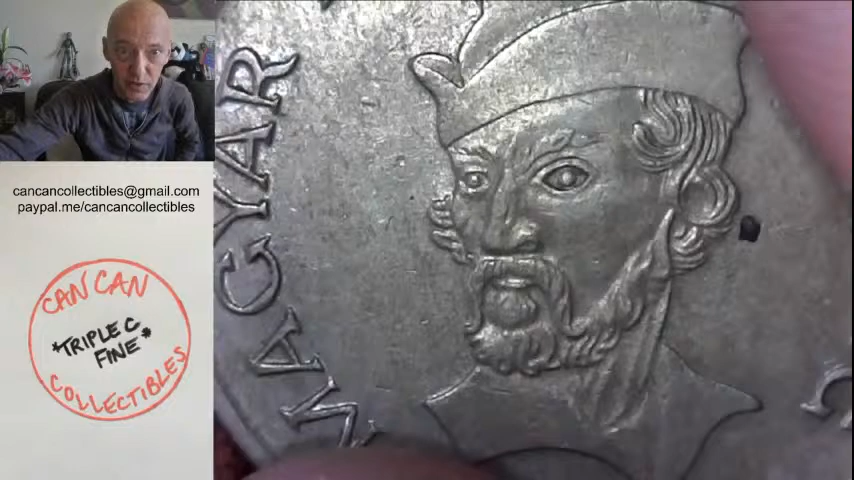 cancancollectibles@gmail.com
paypal.me/cancancollectibles
CAN CAN
*TRIPLE C
FINE*
COLLECTIBLES
MAGYAR